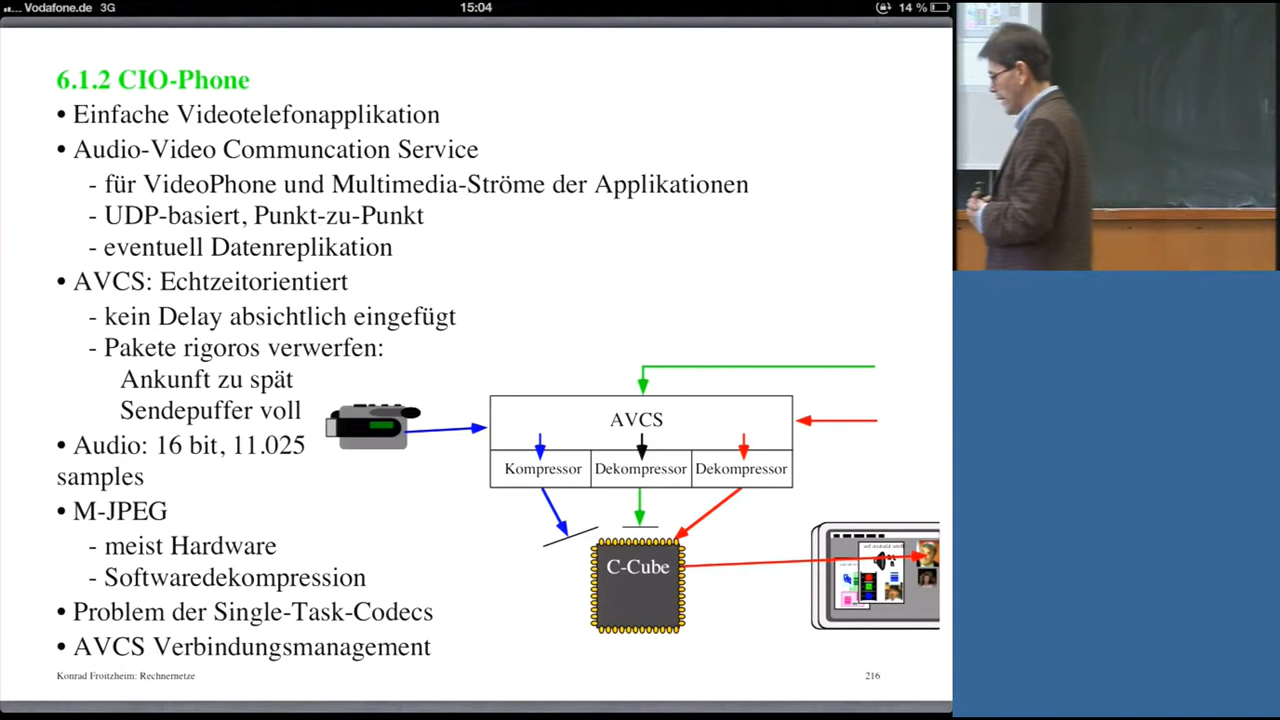 Vodafone.de 3G 15:04 14 %
6.1.2 CIO-Phone
• Einfache Videotelefonapplikation
• Audio-Video Communcation Service
- für VideoPhone und Multimedia-Ströme der Applikationen
- UDP-basiert, Punkt-zu-Punkt
- eventuell Datenreplikation
• AVCS: Echtzeitorientiert
- kein Delay absichtlich eingefügt
- Pakete rigoros verwerfen:
Ankunft zu spät
Sendepuffer voll
• Audio: 16 bit, 11.025
samples
• M-JPEG
- meist Hardware
- Softwaredekompression
• Problem der Single-Task-Codecs
• AVCS Verbindungsmanagement
AVCS
Kompressor Dekompressor Dekompressor
C-Cube
Konrad Froitzheim: Rechnernetze 216